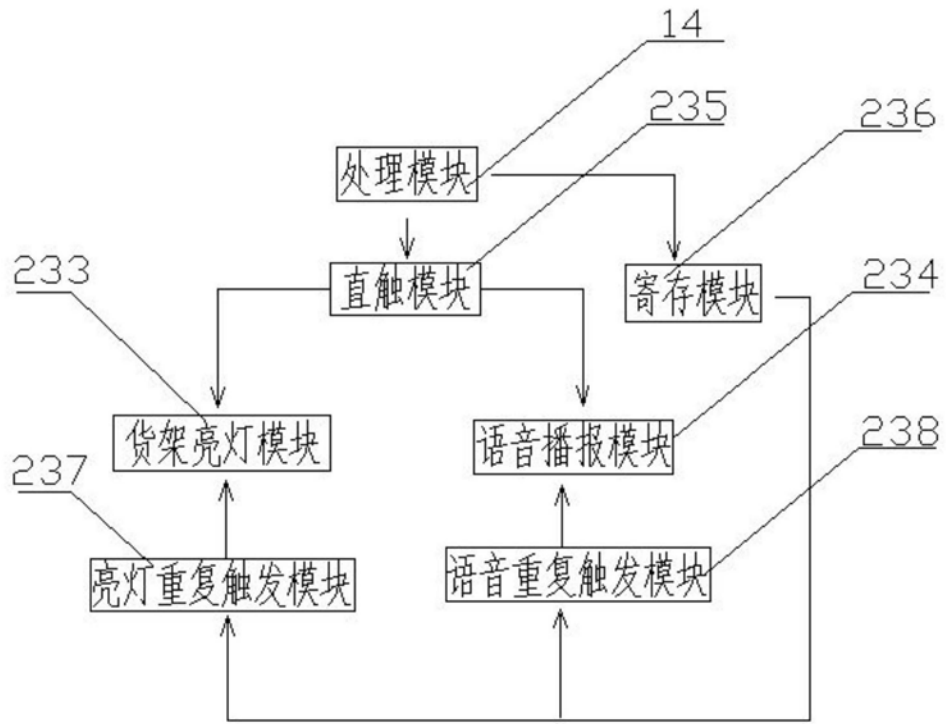 14
235
236
处理模块
233
直触模块
寄存模块
234
货架亮灯模块
语音播报模块
238
237
亮灯重复触发模块
语音重复触发模块